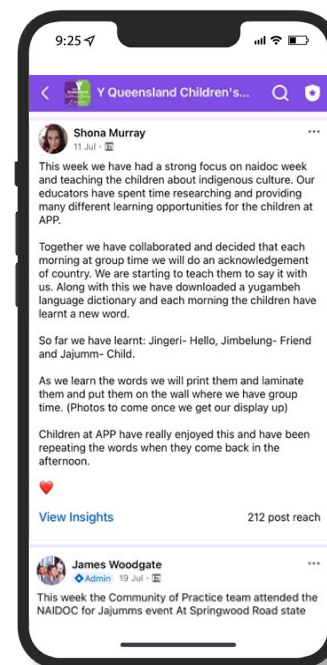 9:25
Y Queensland Children's...
Shona Murray
11 Jul ·
This week we have had a strong focus on naidoc week
and teaching the children about indigenous culture. Our
educators have spent time researching and providing
many different learning opportunities for the children at
APP.
Together we have collaborated and decided that each
morning at group time we will do an acknowledgement
of country. We are starting to teach them to say it with
us. Along with this we have downloaded a yugambeh
language dictionary and each morning the children have
learnt a new word.
So far we have learnt: Jingeri- Hello, Jimbelung- Friend
and Jajumm- Child.
As we learn the words we will print them and laminate
them and put them on the wall where we have group
time. (Photos to come once we get our display up)
Children at APP have really enjoyed this and have been
repeating the words when they come back in the
afternoon.
❤️
View Insights 212 post reach
James Woodgate
Admin 19 Jul ·
This week the Community of Practice team attended the
NAIDOC for Jajumms event At Springwood Road state